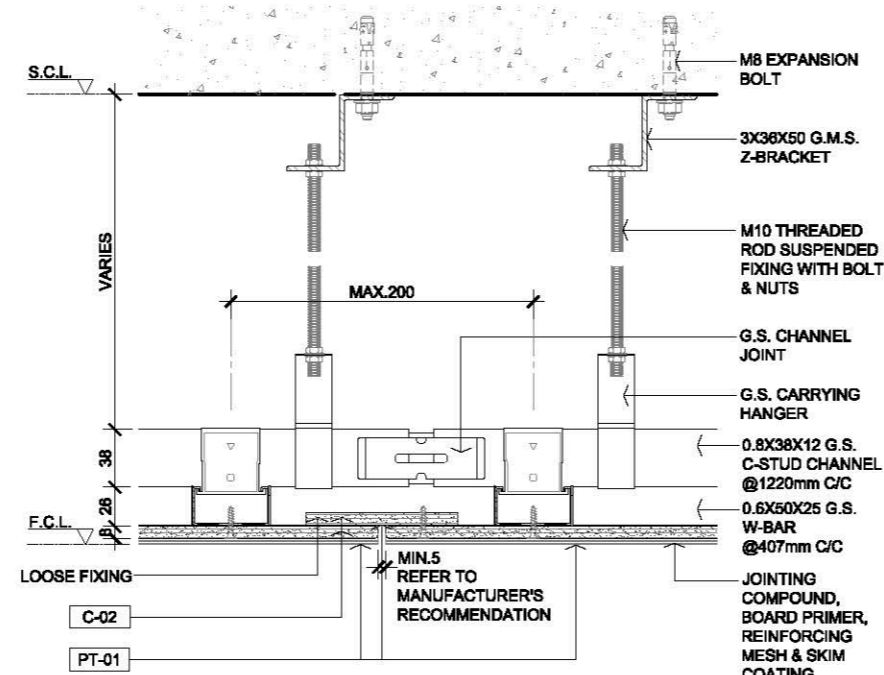 S.C.L.
M8 EXPANSION
BOLT
3X38X50 G.M.S.
Z-BRACKET
M10 THREADED
ROD SUSPENDED
FIXING WITH BOLT
& NUTS
VARIES
MAX.200
G.S. CHANNEL
JOINT
G.S. CARRYING
HANGER
38
0.8X38X12 G.S.
C-STUD CHANNEL
@1220mm C/C
26
0.6X50X25 G.S.
W-BAR
@407mm C/C
F.C.L.
8
LOOSE FIXING
MIN.5
REFER TO
MANUFACTURER'S
RECOMMENDATION
JOINTING
COMPOUND,
BOARD PRIMER,
REINFORCING
MESH & SKIM
COATING
C-02
PT-01